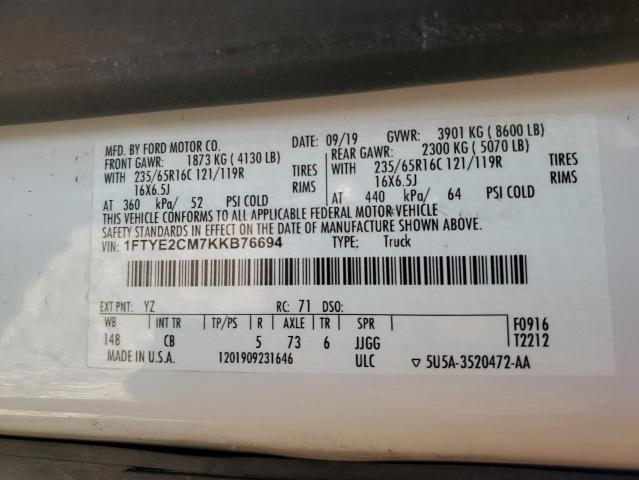 MFD. BY FORD MOTOR CO. DATE: 09/19 GVWR: 3901 KG ( 8600 LB)
FRONT GAWR: 1873 KG ( 4130 LB) REAR GAWR: 2300 KG ( 5070 LB)
WITH 235/65R16C 121/119R TIRES WITH 235/65R16C 121/119R TIRES
16X6.5J RIMS 16X6.5J RIMS
AT 360 kPa/ 52 PSI COLD AT 440 kPa/ 64 PSI COLD
THIS VEHICLE CONFORMS TO ALL APPLICABLE FEDERAL MOTOR VEHICLE
SAFETY STANDARDS IN EFFECT ON THE DATE OF MANUFACTURE SHOWN ABOVE.
VIN: 1FTYE2CM7KKB76694 TYPE: Truck
EXT PNT: YZ RC: 71 DSO:
WB INT TR TP/PS R AXLE TR SPR F0916
148 CB 5 73 6 JJGG T2212
MADE IN U.S.A. 1201909231646 ULC ▽ 5U5A-3520472-AA